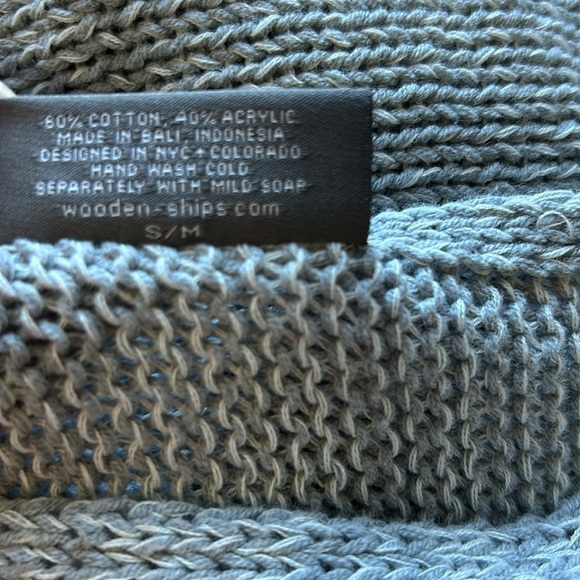 60% COTTON, 40% ACRYLIC
MADE IN BALI, INDONESIA
DESIGNED IN NYC + COLORADO
HAND WASH COLD
SEPARATELY WITH MILD SOAP
wooden-ships.com
S/M